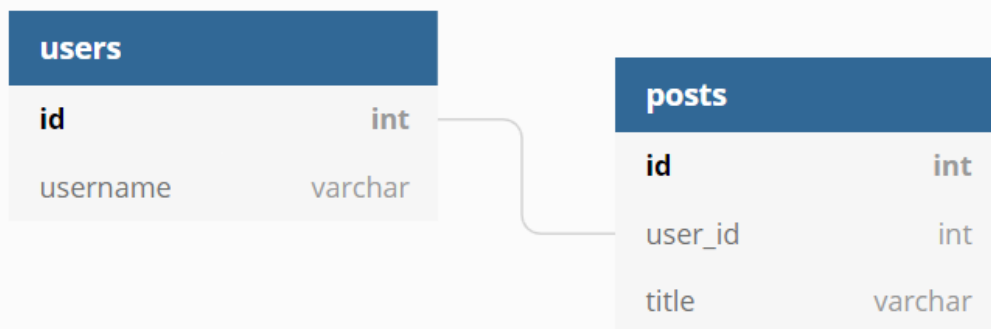 users
id int
username varchar
posts
id int
user_id int
title varchar